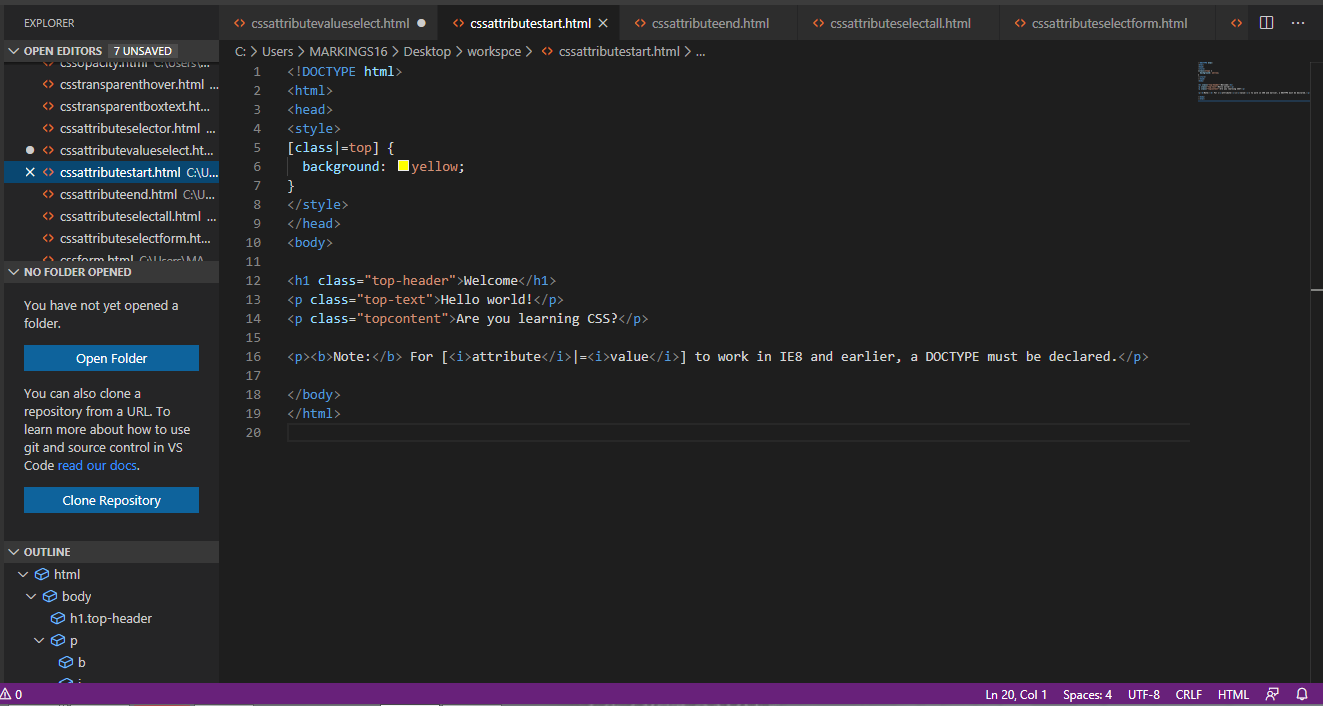 EXPLORER
OPEN EDITORS 7 UNSAVED
cssopacity.html C:\Users\...
csstransparenthover.html ...
csstransparentboxtext.ht...
cssattributeselector.html ...
cssattributevalueselect.ht...
cssattributestart.html C:\U...
cssattributeend.html C:\U...
cssattributeselectall.html ...
cssattributeselectform.ht...
cssform.html C:\Users\MA...
NO FOLDER OPENED
You have not yet opened a
folder.
Open Folder
You can also clone a
repository from a URL. To
learn more about how to use
git and source control in VS
Code read our docs.
Clone Repository
OUTLINE
html
body
h1.top-header
p
b
i
cssattributevalueselect.html
cssattributestart.html
cssattributeend.html
cssattributeselectall.html
cssattributeselectform.html
C: > Users > MARKINGS16 > Desktop > workspce > cssattributestart.html > ...
1 <!DOCTYPE html>
2 <html>
3 <head>
4 <style>
5 [class|=top] {
6 background: yellow;
7 }
8 </style>
9 </head>
10 <body>
11
12 <h1 class="top-header">Welcome</h1>
13 <p class="top-text">Hello world!</p>
14 <p class="topcontent">Are you learning CSS?</p>
15
16 <p><b>Note:</b> For [<i>attribute</i>|=<i>value</i>] to work in IE8 and earlier, a DOCTYPE must be declared.</p>
17
18 </body>
19 </html>
20
0
Ln 20, Col 1 Spaces: 4 UTF-8 CRLF HTML